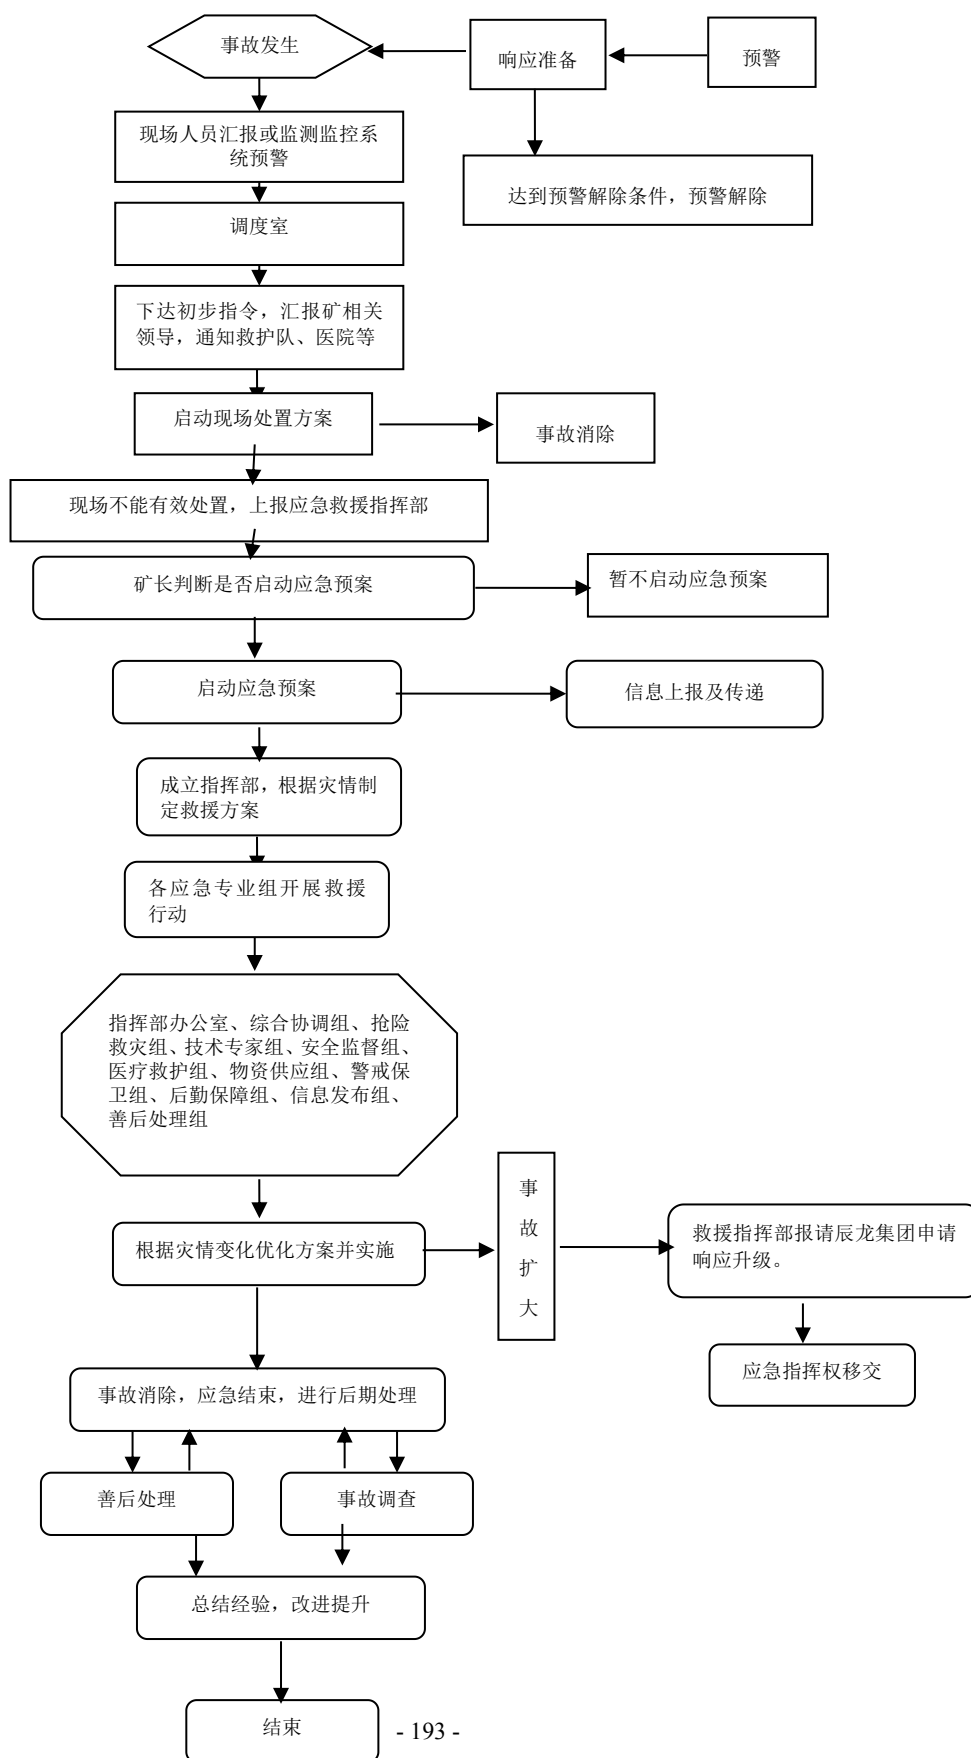 事故发生
响应准备
预警
现场人员汇报或监测监控系
统预警
达到预警解除条件，预警解除
调度室
下达初步指令，汇报矿相关
领导，通知救护队、医院等
启动现场处置方案
事故消除
现场不能有效处置，上报应急救援指挥部
矿长判断是否启动应急预案
暂不启动应急预案
启动应急预案
信息上报及传递
成立指挥部，根据灾情制
定救援方案
各应急专业组开展救援
行动
指挥部办公室、综合协调组、抢险
救灾组、技术专家组、安全监督组、
医疗救护组、物资供应组、警戒保
卫组、后勤保障组、信息发布组、
善后处理组
事
故
扩
大
根据灾情变化优化方案并实施
救援指挥部报请辰龙集团申请
响应升级。
应急指挥权移交
事故消除，应急结束，进行后期处理
善后处理
事故调查
总结经验，改进提升
结束
- 193 -